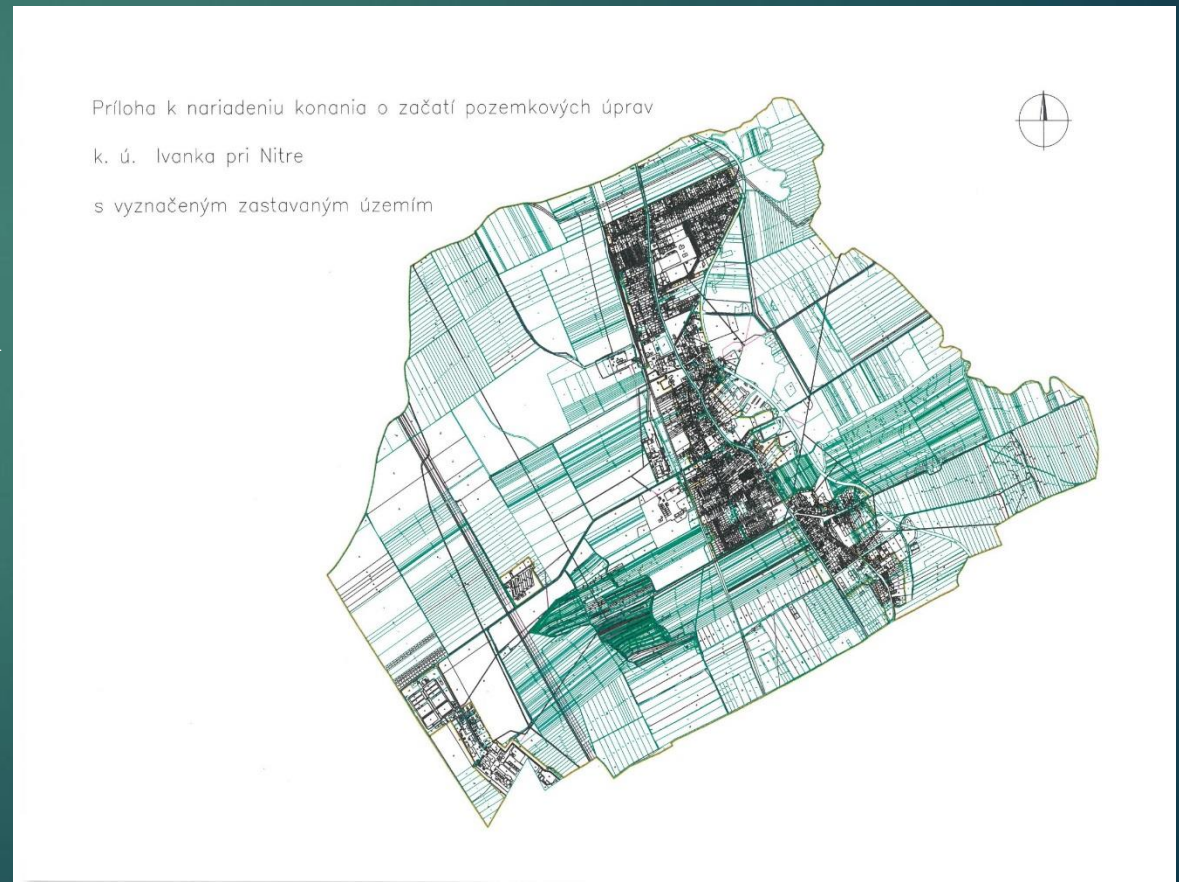 Príloha k nariadeniu konania o začatí pozemkových úprav
k. ú. Ivanka pri Nitre
s vyznačeným zastavaným územím